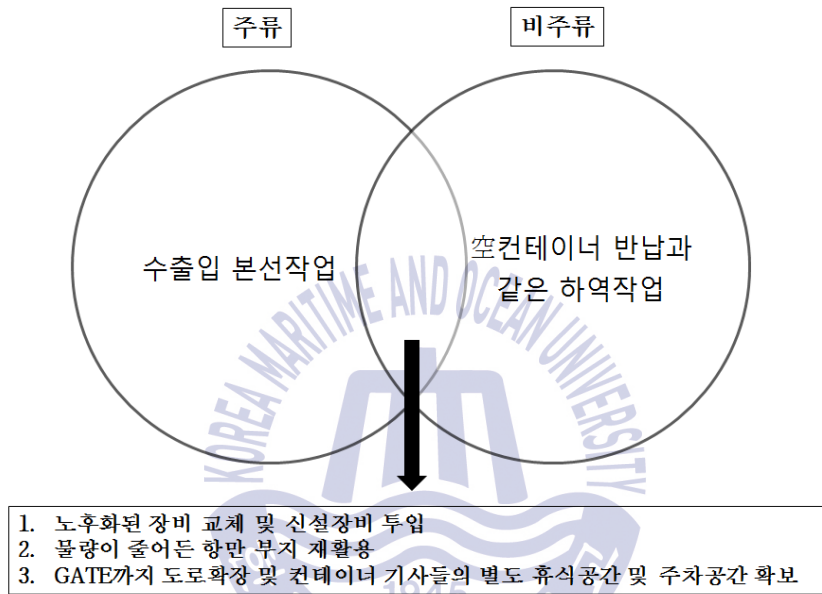 주류
비주류
수출입 본선작업
空컨테이너 반납과
같은 하역작업
KOREA MARITIME AND OCEAN UNIVERSITY
1. 노후화된 장비 교체 및 신설장비 투입
2. 물량이 줄어든 항만 부지 재활용
3. GATE까지 도로확장 및 컨테이너 기사들의 별도 휴식공간 및 주차공간 확보
1945